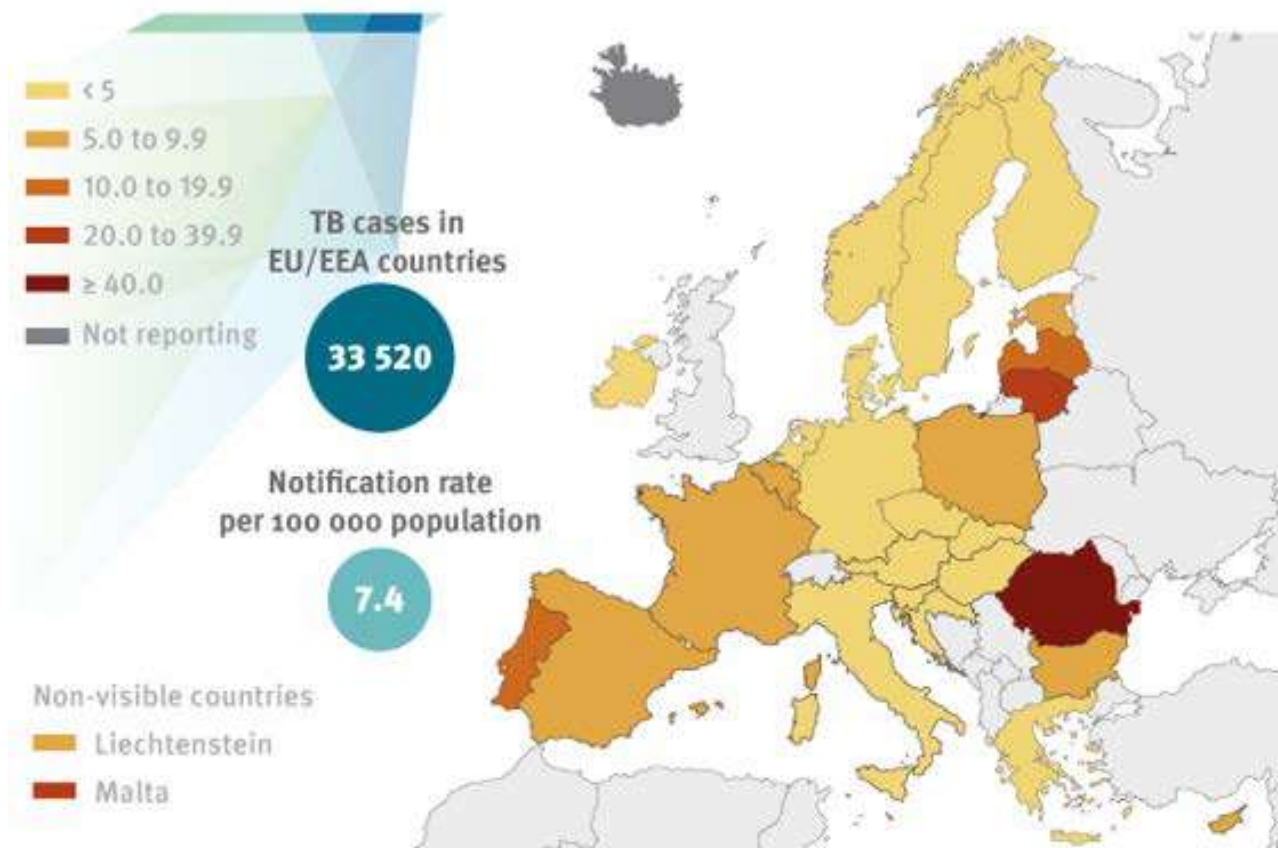 < 5
5.0 to 9.9
10.0 to 19.9
20.0 to 39.9
≥ 40.0
Not reporting
TB cases in
EU/EEA countries
33 520
Notification rate
per 100 000 population
7.4
Non-visible countries
Liechtenstein
Malta